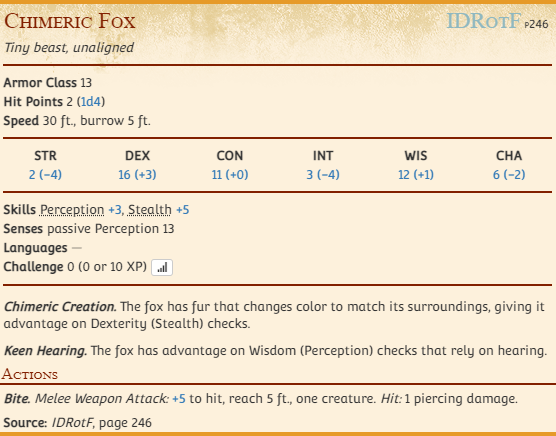 Chimeric Fox IDRotF p246
Tiny beast, unaligned
Armor Class 13
Hit Points 2 (1d4)
Speed 30 ft., burrow 5 ft.
STR DEX CON INT WIS CHA
2 (−4) 16 (+3) 11 (+0) 3 (−4) 12 (+1) 6 (−2)
Skills Perception +3, Stealth +5
Senses passive Perception 13
Languages —
Challenge 0 (0 or 10 XP)
Chimeric Creation. The fox has fur that changes color to match its surroundings, giving it
advantage on Dexterity (Stealth) checks.
Keen Hearing. The fox has advantage on Wisdom (Perception) checks that rely on hearing.
Actions
Bite. Melee Weapon Attack: +5 to hit, reach 5 ft., one creature. Hit: 1 piercing damage.
Source: IDRotF, page 246